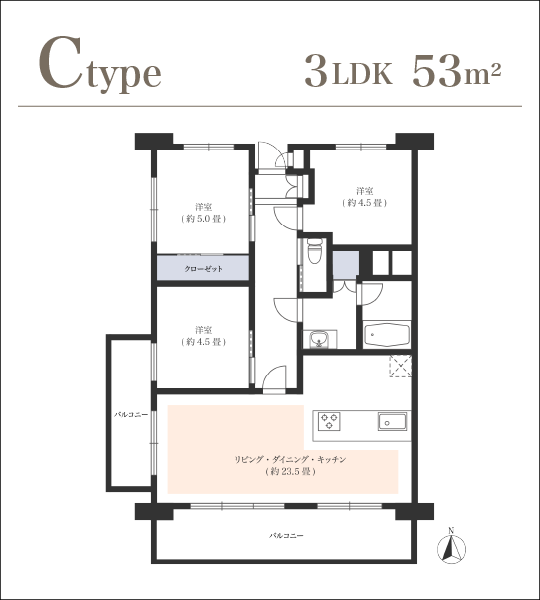 Ctype
3LDK 53m²
洋室
(約 5.0 畳)
洋室
(約 4.5 畳)
クローゼット
洋室
(約 4.5 畳)
バルコニー
リビング・ダイニング・キッチン
(約 23.5 畳)
バルコニー
N